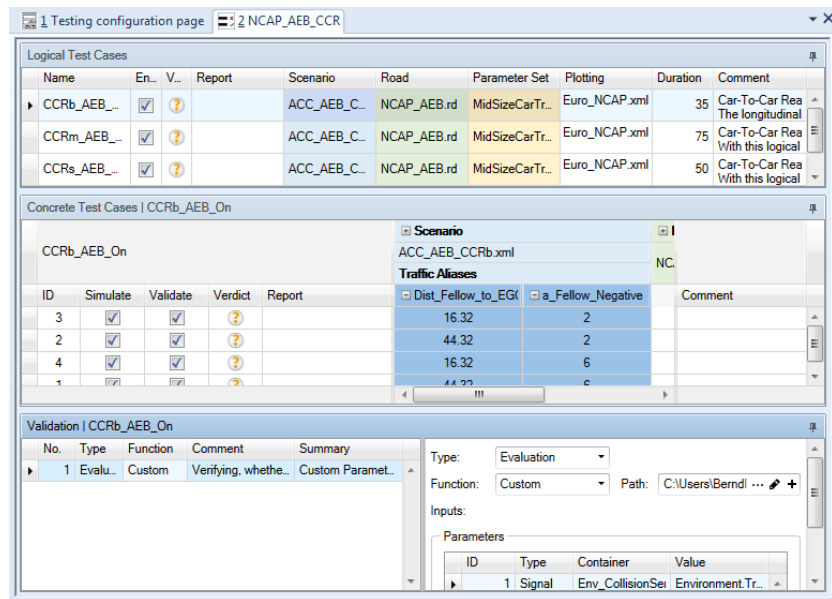 1 Testing configuration page 2 NCAP_AEB_CCR
Logical Test Cases
Name En... V... Report Scenario Road Parameter Set Plotting Duration Comment
CCRb_AEB_... ACC_AEB_C... NCAP_AEB.rd MidSizeCarTr... Euro_NCAP.xml 35 Car-To-Car Rea
The longitudinal
CCRm_AEB_... ACC_AEB_C... NCAP_AEB.rd MidSizeCarTr... Euro_NCAP.xml 75 Car-To-Car Rea
With this logical
CCRs_AEB_... ACC_AEB_C... NCAP_AEB.rd MidSizeCarTr... Euro_NCAP.xml 50 Car-To-Car Rea
With this logical
Concrete Test Cases | CCRb_AEB_On
Scenario
CCRb_AEB_On ACC_AEB_CCRb.xml NCA
Traffic Aliases
ID Simulate Validate Verdict Report Dist_Fellow_to_EG a_Fellow_Negative Comment
3 16.32 2
2 44.32 2
4 16.32 6
1 44.32 6
Validation | CCRb_AEB_On
No. Type Function Comment Summary
1 Evalu... Custom Verifying, whethe... Custom Paramet...
Type: Evaluation
Function: Custom Path: C:\Users\Bernd ...
Inputs:
Parameters
ID Type Container Value
1 Signal Env_CollisionSe Environment.Tr...